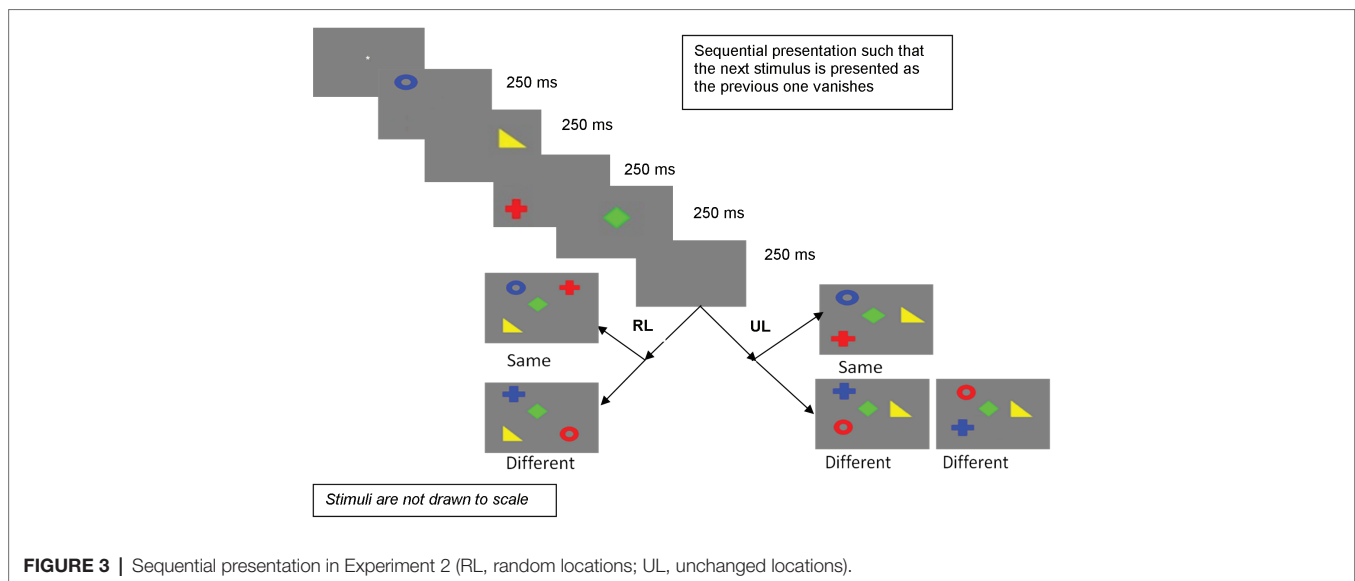 Sequential presentation such that
the next stimulus is presented as
the previous one vanishes
250 ms
250 ms
250 ms
250 ms
250 ms
RL
UL
Same
Same
Different
Different
Different
Stimuli are not drawn to scale
FIGURE 3 | Sequential presentation in Experiment 2 (RL, random locations; UL, unchanged locations).